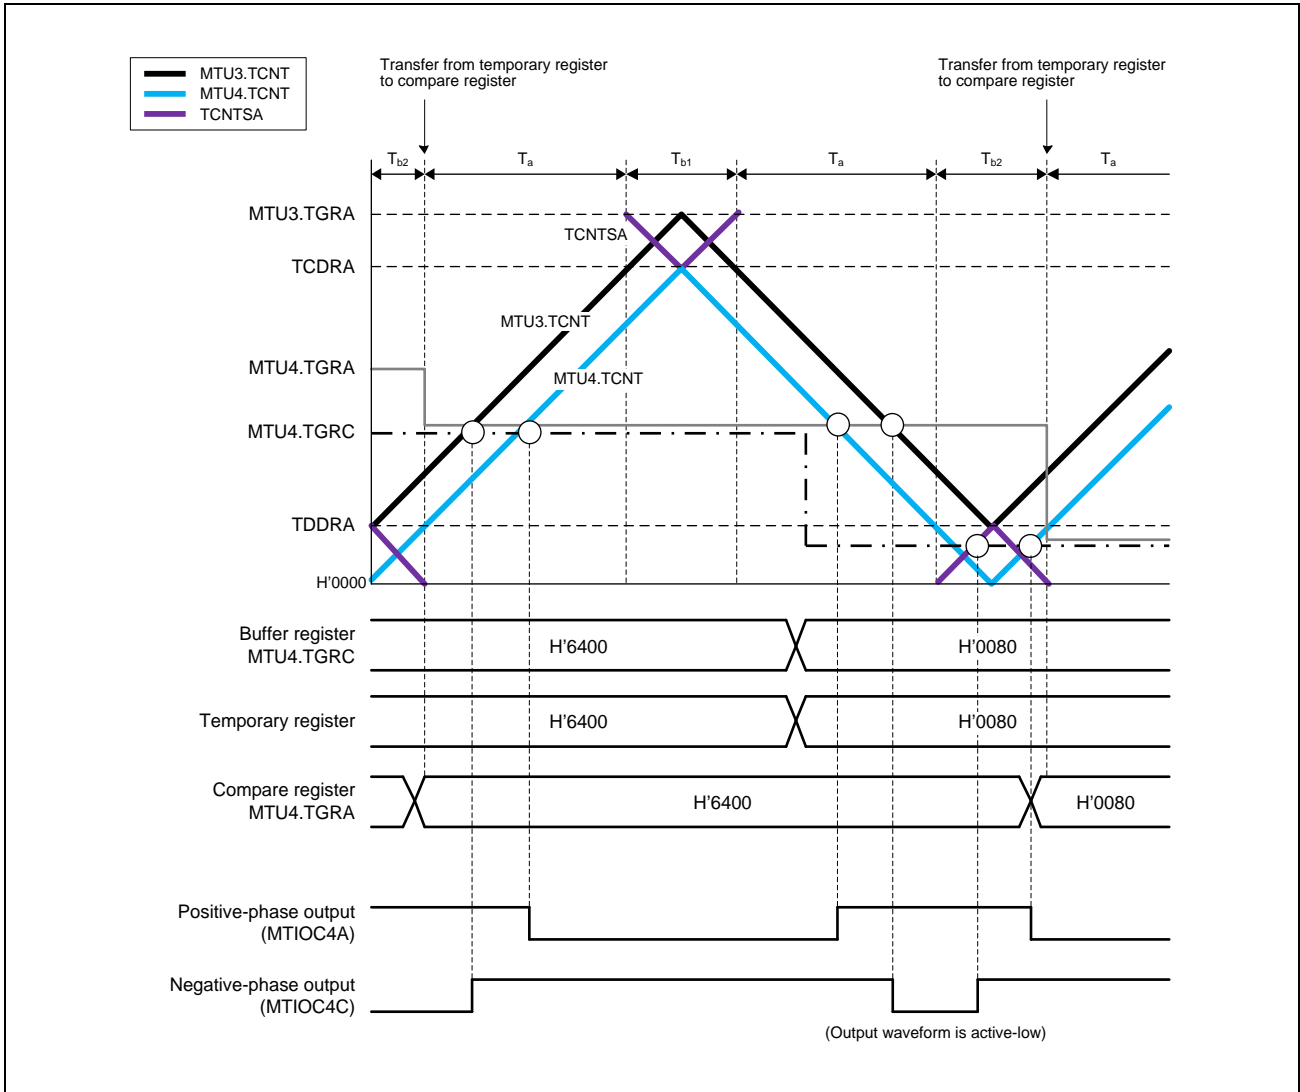 MTU3.TCNT
MTU4.TCNT
TCNTSA
Transfer from temporary register
to compare register
Transfer from temporary register
to compare register
Tb2
Ta
Tb1
Ta
Tb2
Ta
MTU3.TGRA
TCNTSA
TCDRA
MTU3.TCNT
MTU4.TGRA
MTU4.TCNT
MTU4.TGRC
TDDRA
H'0000
Buffer register
MTU4.TGRC
H'6400
H'0080
Temporary register
H'6400
H'0080
Compare register
MTU4.TGRA
H'6400
H'0080
Positive-phase output
(MTIOC4A)
Negative-phase output
(MTIOC4C)
(Output waveform is active-low)